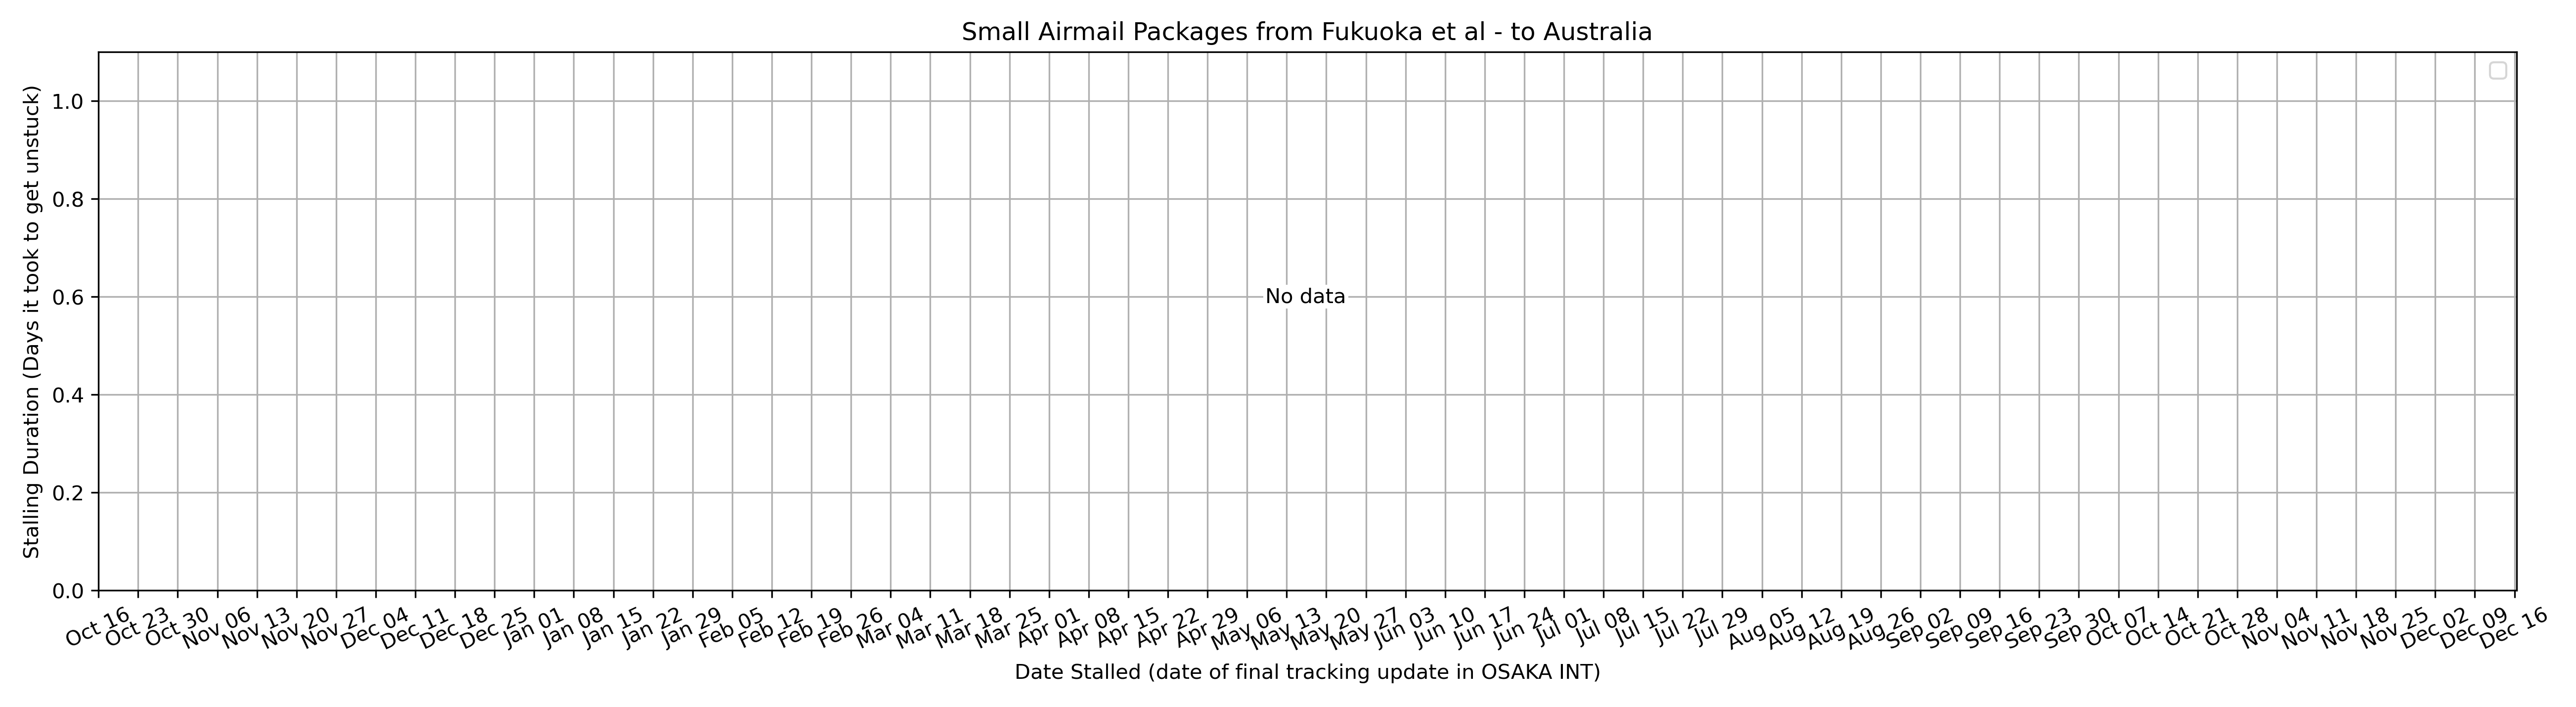 Small Airmail Packages from Fukuoka et al - to Australia
Stalling Duration (Days it took to get unstuck)
1.0
0.8
0.6
0.4
0.2
0.0
No data
Oct 16
Oct 23
Oct 30
Nov 06
Nov 13
Nov 20
Nov 27
Dec 04
Dec 11
Dec 18
Dec 25
Jan 01
Jan 08
Jan 15
Jan 22
Jan 29
Feb 05
Feb 12
Feb 19
Feb 26
Mar 04
Mar 11
Mar 18
Mar 25
Apr 01
Apr 08
Apr 15
Apr 22
Apr 29
May 06
May 13
May 20
May 27
Jun 03
Jun 10
Jun 17
Jun 24
Jul 01
Jul 08
Jul 15
Jul 22
Jul 29
Aug 05
Aug 12
Aug 19
Aug 26
Sep 02
Sep 09
Sep 16
Sep 23
Sep 30
Oct 07
Oct 14
Oct 21
Oct 28
Nov 04
Nov 11
Nov 18
Nov 25
Dec 02
Dec 09
Dec 16
Date Stalled (date of final tracking update in OSAKA INT)